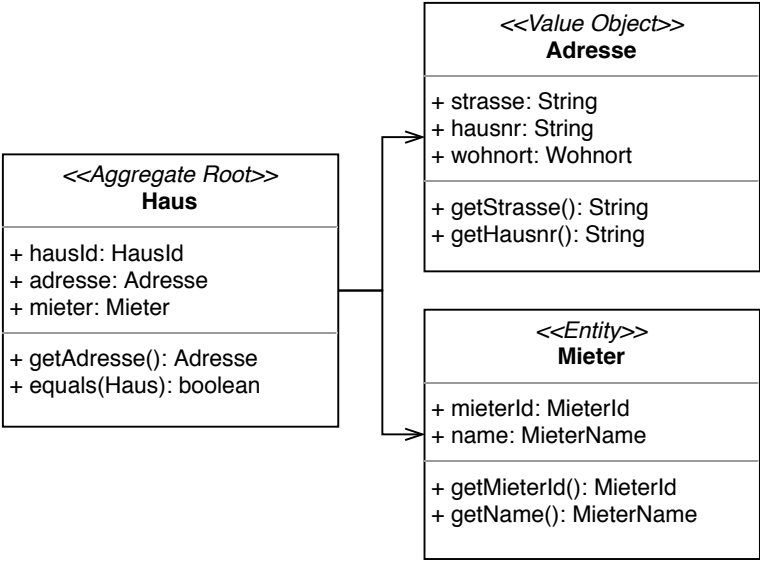 <<Aggregate Root>>
Haus
+ hausId: HausId
+ adresse: Adresse
+ mieter: Mieter
+ getAdresse(): Adresse
+ equals(Haus): boolean
<<Value Object>>
Adresse
+ strasse: String
+ hausnr: String
+ wohnort: Wohnort
+ getStrasse(): String
+ getHausnr(): String
<<Entity>>
Mieter
+ mieterId: MieterId
+ name: MieterName
+ getMieterId(): MieterId
+ getName(): MieterName